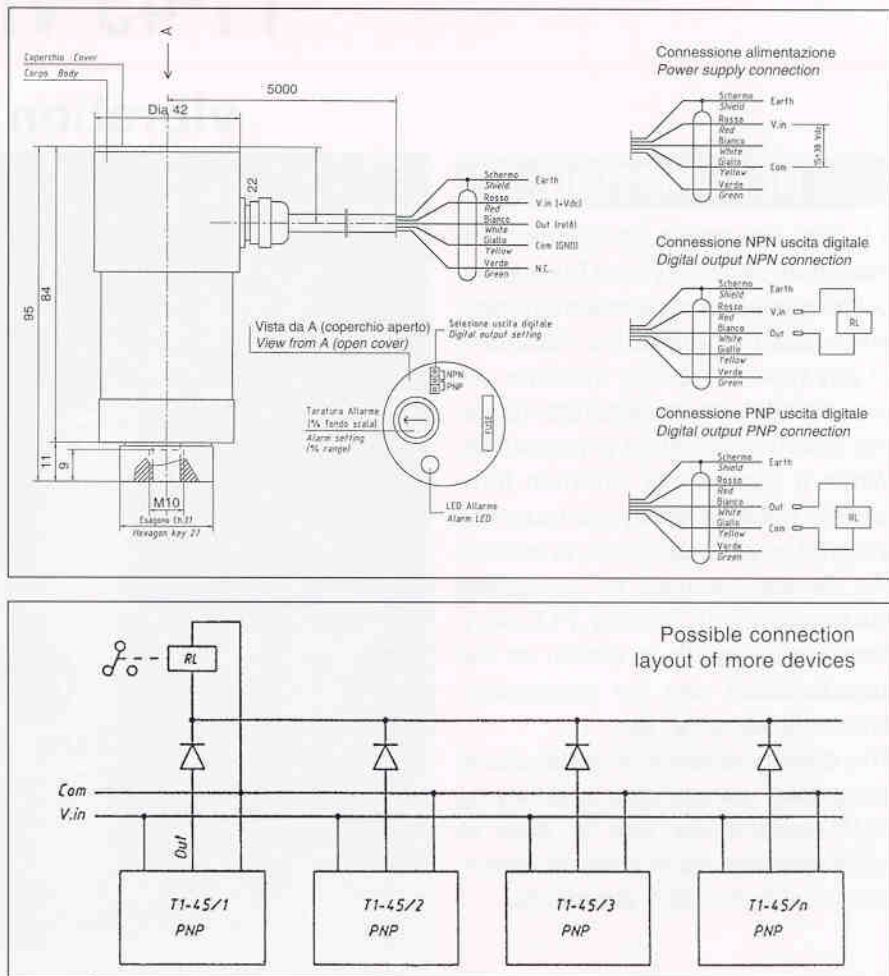 A
Coperchio Cover
Corpo Body
5000
Dia 42
22
95
84
11
9
M10
Esagono Ch.27
Hexagon key 27
Schermo
Shield
Earth
Rosso
Red
V.in (+Vdc)
Bianco
White
Out (relè)
Giallo
Yellow
Com (GND)
Verde
Green
N.C.
Vista da A (coperchio aperto)
View from A (open cover)
Selezione uscita digitale
Digital output setting
NPN
PNP
FUSE
Taratura Allarme
(% fondo scala)
Alarm setting
(% range)
LED Allarme
Alarm LED
Connessione alimentazione
Power supply connection
Schermo
Shield
Earth
Rosso
Red
V.in
Bianco
White
Giallo
Yellow
Com
Verde
Green
15÷30 Vdc
Connessione NPN uscita digitale
Digital output NPN connection
Schermo
Shield
Earth
Rosso
Red
V.in
Bianco
White
Out
Giallo
Yellow
Verde
Green
RL
Connessione PNP uscita digitale
Digital output PNP connection
Schermo
Shield
Earth
Rosso
Red
Bianco
White
Out
Giallo
Yellow
Com
Verde
Green
RL
Possible connection
layout of more devices
RL
Com
V.in
Out
T1-45/1
PNP
T1-45/2
PNP
T1-45/3
PNP
T1-45/n
PNP